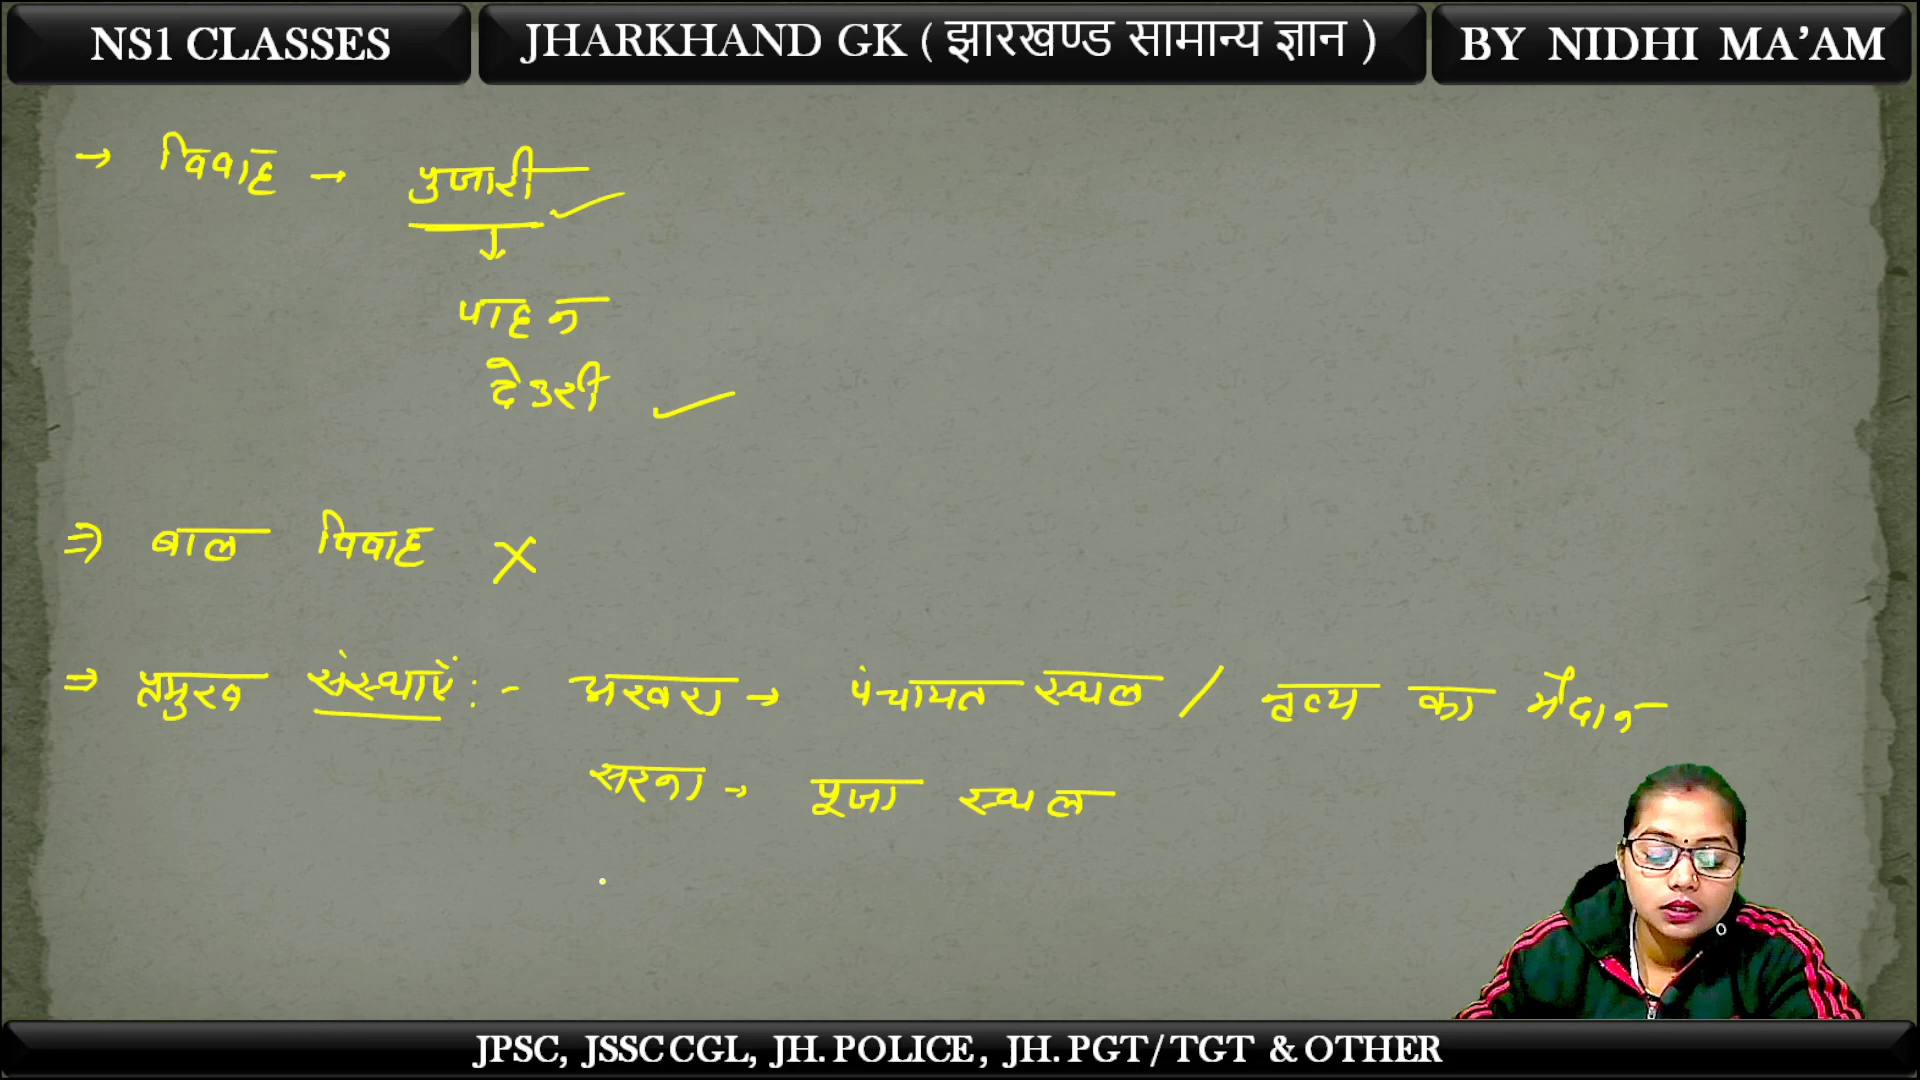 NS1 CLASSES
JHARKHAND GK ( झारखण्ड सामान्य ज्ञान )
BY NIDHI MA’AM
→ विवाह → पुजारी
पाहन
देउरी
⇒ बाल विवाह X
⇒ प्रमुख संस्थाएँ :- अखरा → पंचायत स्थल / नृत्य का मैदान
सरना → पूजा स्थल
JPSC, JSSC CGL, JH. POLICE, JH. PGT/ TGT & OTHER